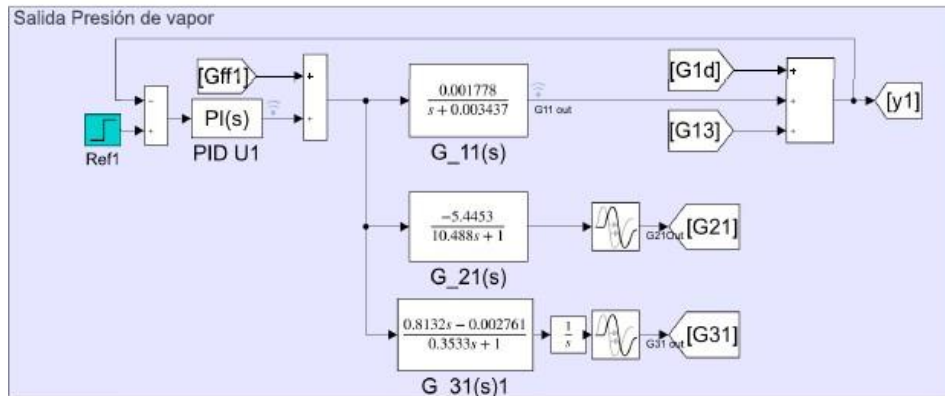 Salida Presión de vapor
[Gff1]
[G1d]
PI(s)
0.001778
s + 0.003437
G11 out
[y1]
Ref1
PID U1
G_11(s)
[G13]
−5.4453
10.488s + 1
G21Out
[G21]
G_21(s)
0.8132s − 0.002761
0.3533s + 1
1
s
G31 out
[G31]
G_31(s)1